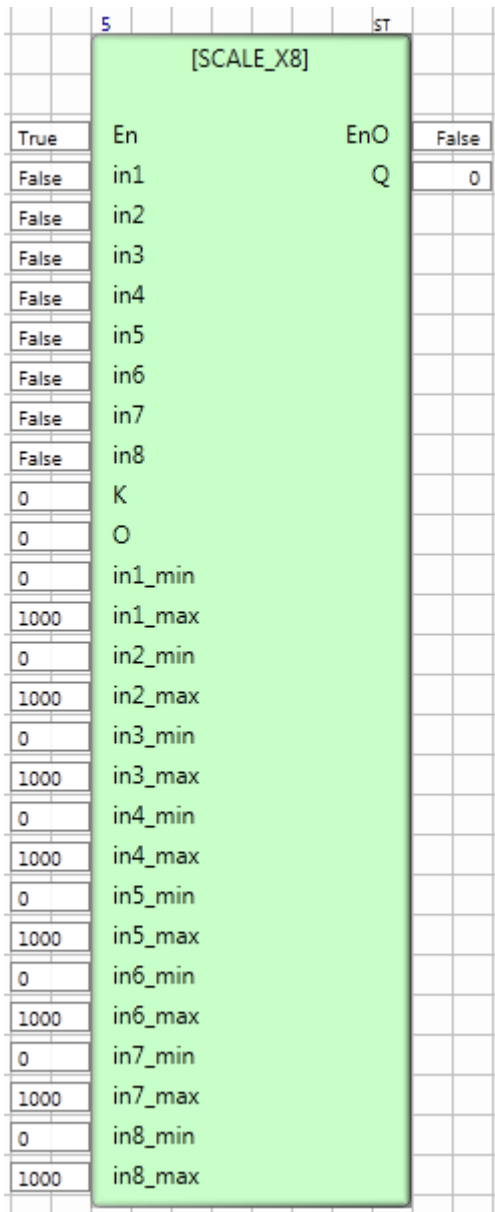 5 ST
[SCALE_X8]
True En EnO False
False in1 Q 0
False in2
False in3
False in4
False in5
False in6
False in7
False in8
0 K
0 O
0 in1_min
1000 in1_max
0 in2_min
1000 in2_max
0 in3_min
1000 in3_max
0 in4_min
1000 in4_max
0 in5_min
1000 in5_max
0 in6_min
1000 in6_max
0 in7_min
1000 in7_max
0 in8_min
1000 in8_max